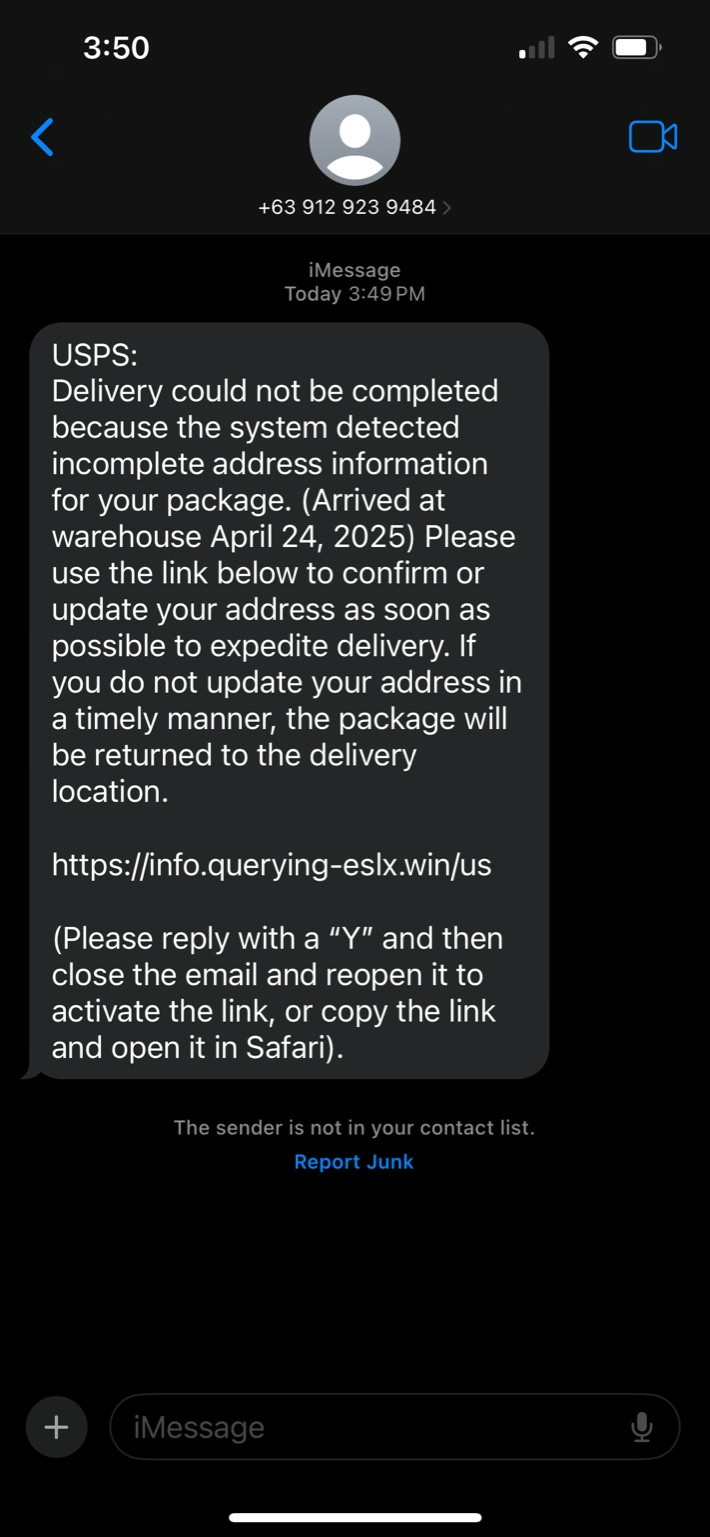 3:50
+63 912 923 9484
iMessage
Today 3:49 PM
USPS:
Delivery could not be completed
because the system detected
incomplete address information
for your package. (Arrived at
warehouse April 24, 2025) Please
use the link below to confirm or
update your address as soon as
possible to expedite delivery. If
you do not update your address in
a timely manner, the package will
be returned to the delivery
location.
https://info.querying-eslx.win/us
(Please reply with a “Y” and then
close the email and reopen it to
activate the link, or copy the link
and open it in Safari).
The sender is not in your contact list.
Report Junk
iMessage